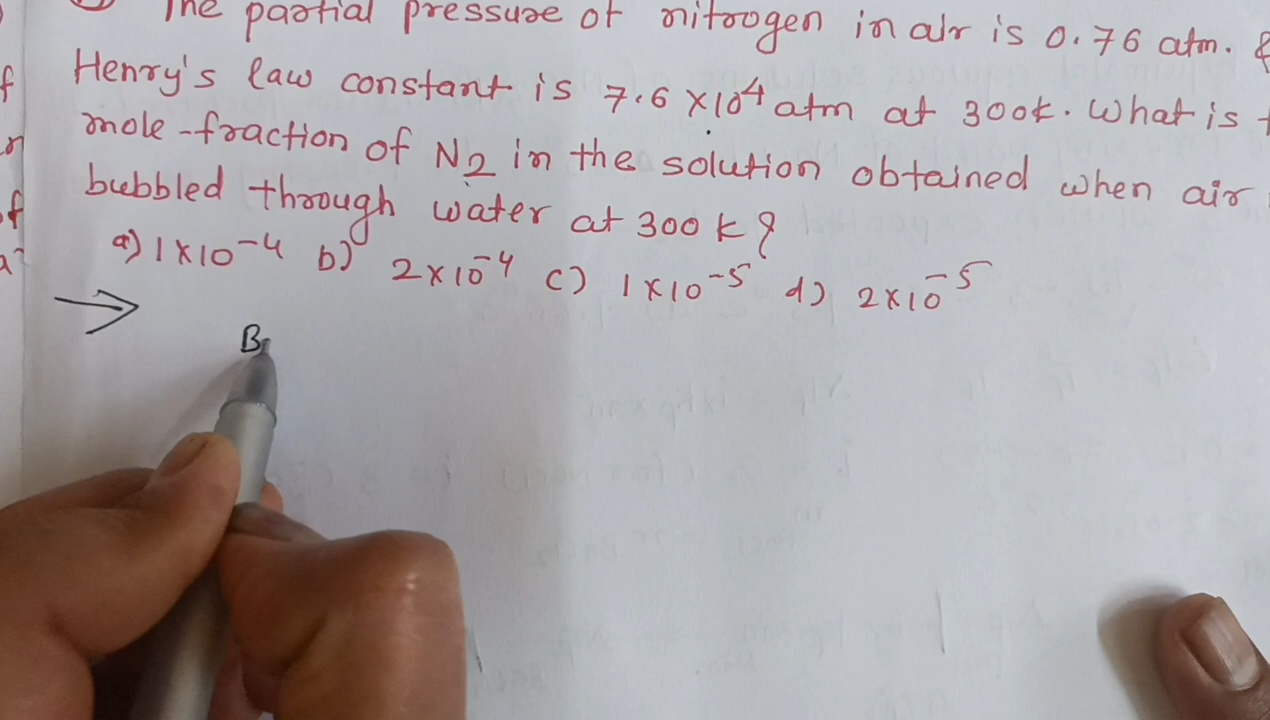 The partial pressure of nitrogen in air is 0.76 atm. &
Henry's law constant is 7.6 ×10⁴ atm at 300k. What is
mole-fraction of N₂ in the solution obtained when air
bubbled through water at 300 k?
a) 1×10⁻⁴ b) 2×10⁻⁴ c) 1×10⁻⁵ d) 2×10⁻⁵
B